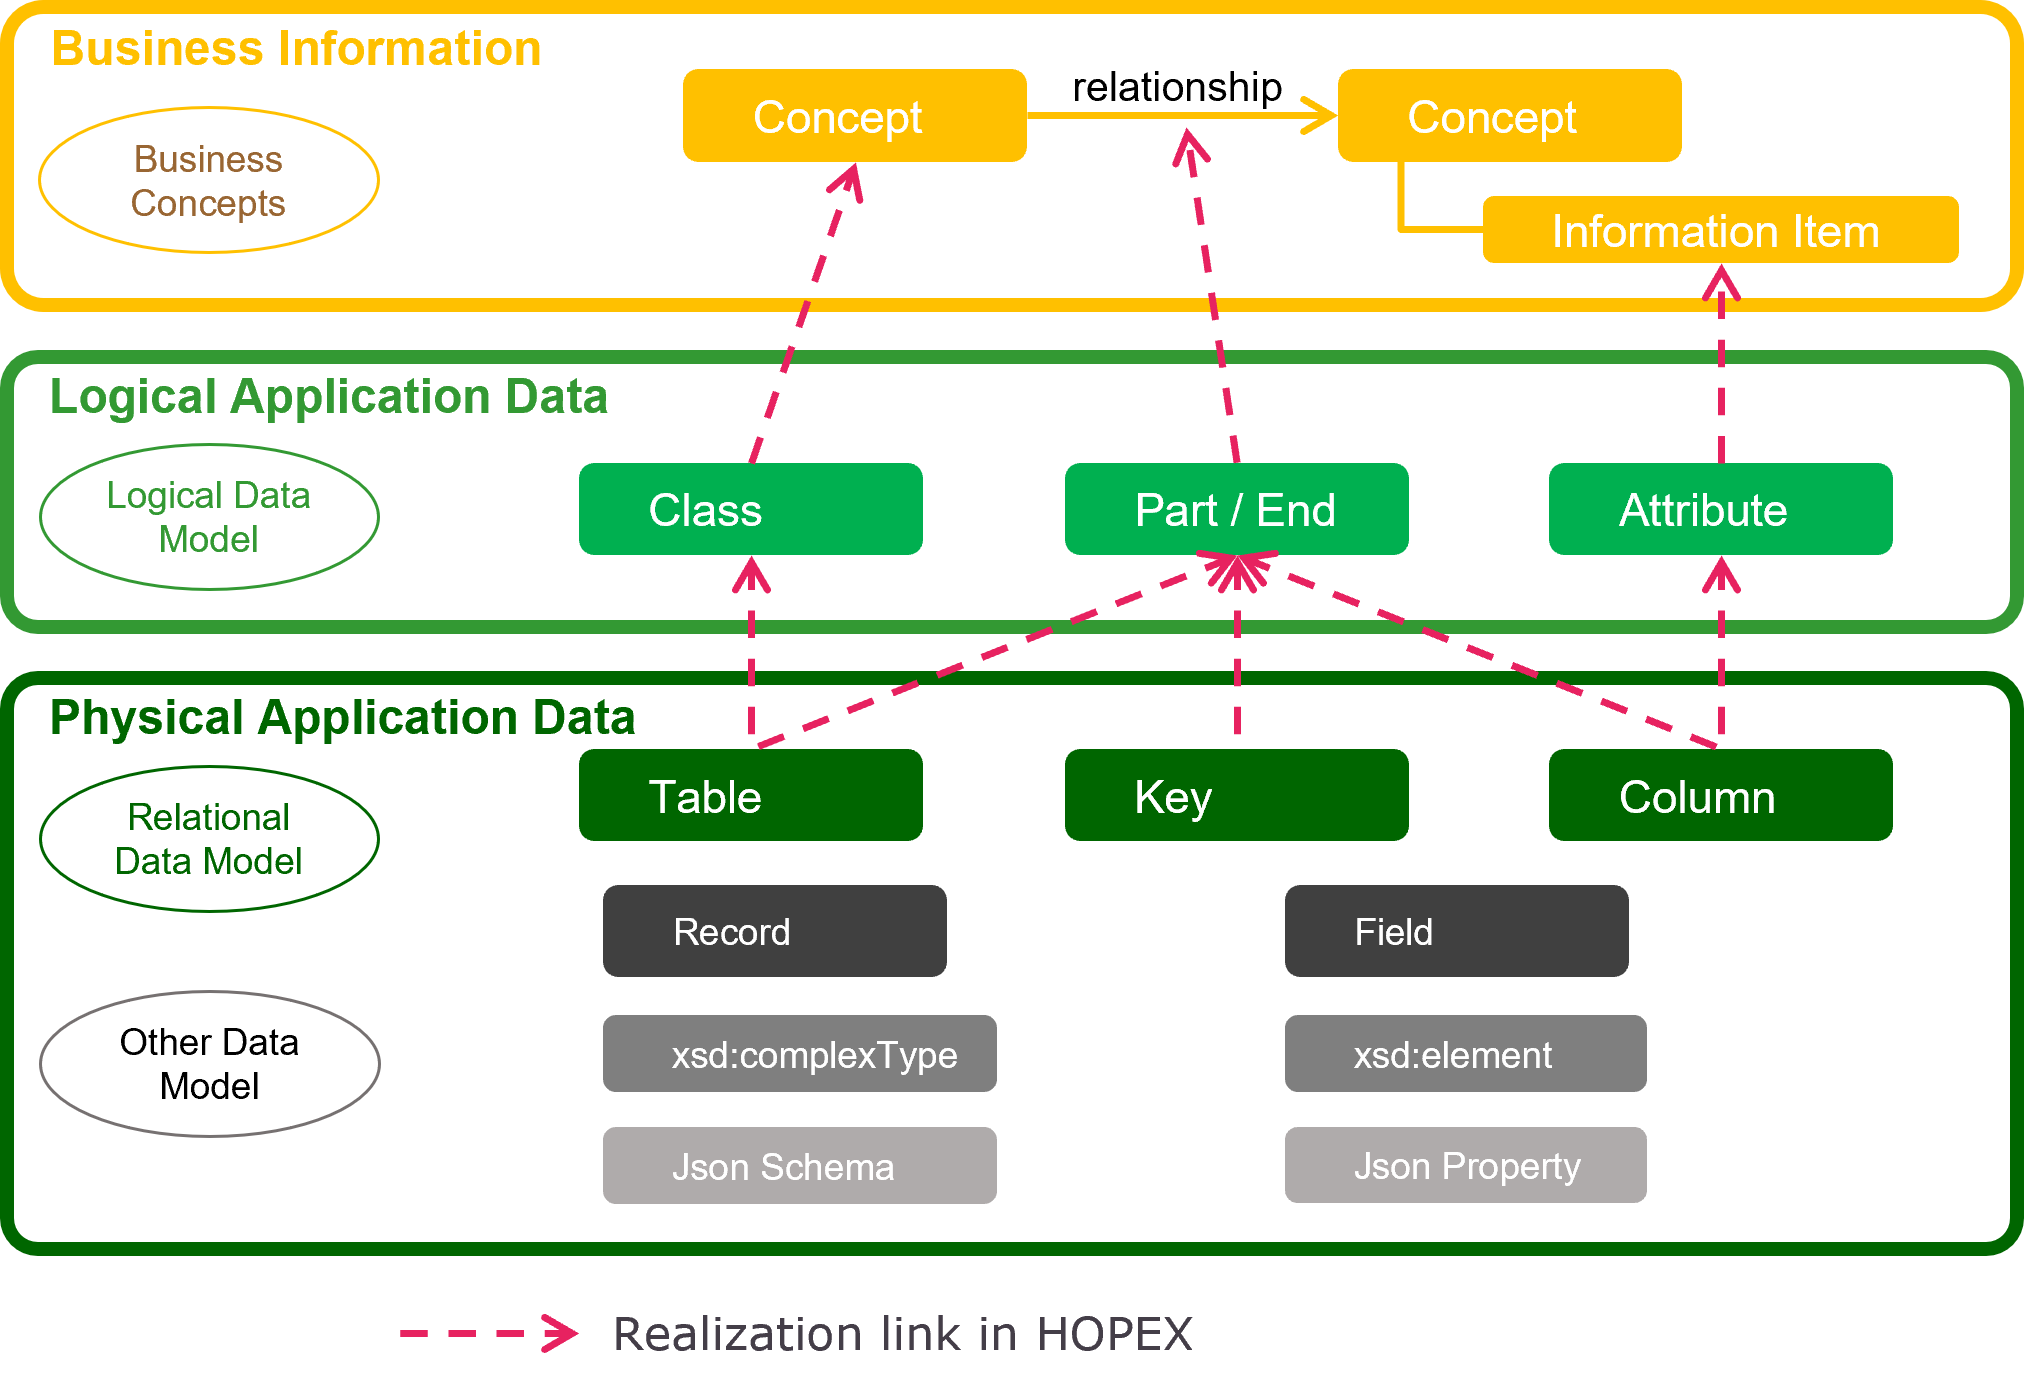 Business Information
relationship
Concept
Concept
Business
Concepts
Information Item
Logical Application Data
Logical Data
Model
Class
Part / End
Attribute
Physical Application Data
Relational
Data Model
Table
Key
Column
Record
Field
Other Data
Model
xsd:complexType
xsd:element
Json Schema
Json Property
Realization link in HOPEX